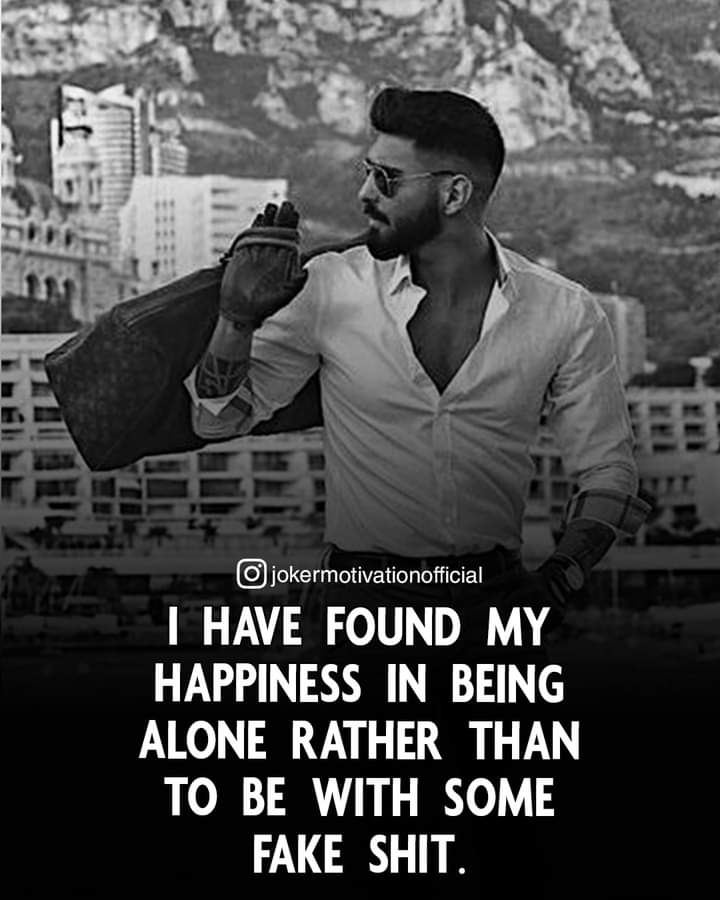 jokermotivationofficial
I HAVE FOUND MY
HAPPINESS IN BEING
ALONE RATHER THAN
TO BE WITH SOME
FAKE SHIT.